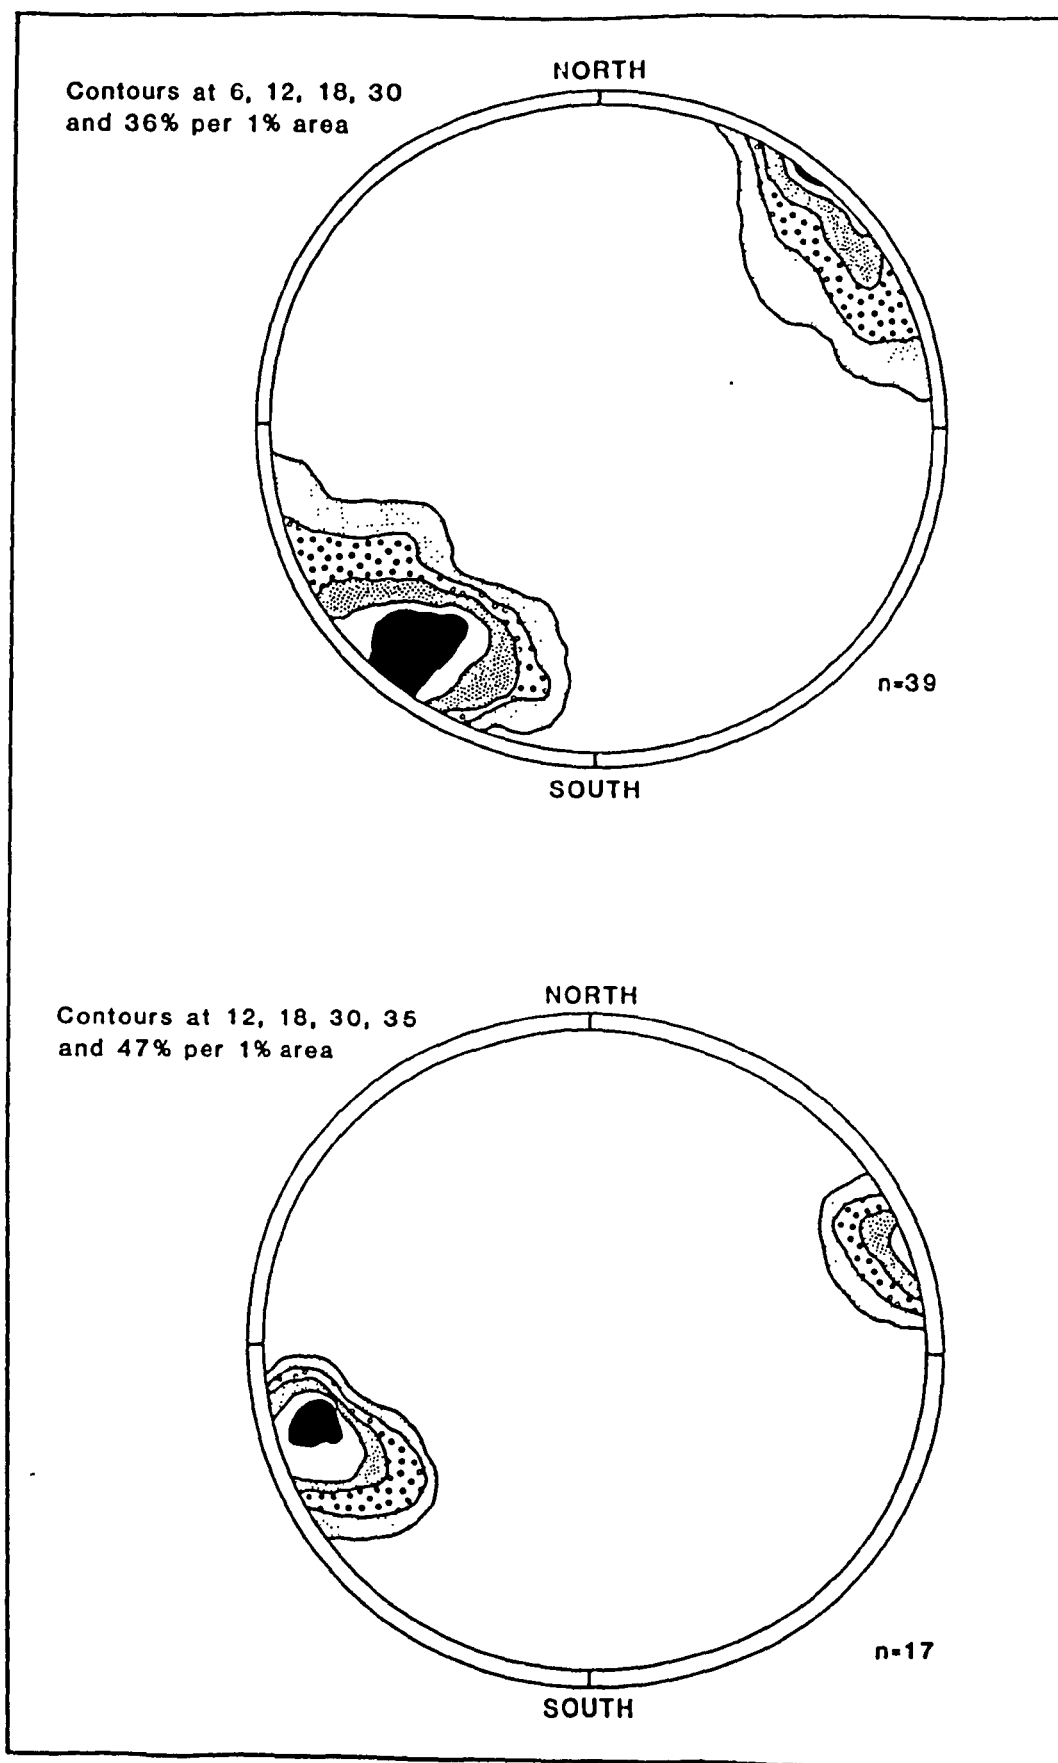 Contours at 6, 12, 18, 30
and 36% per 1% area
NORTH
n=39
SOUTH
Contours at 12, 18, 30, 35
and 47% per 1% area
NORTH
n=17
SOUTH